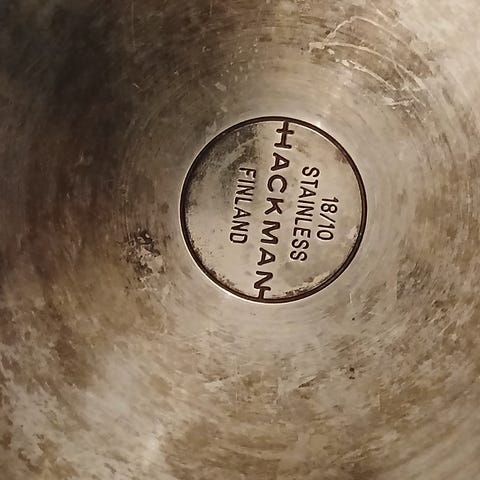 18/10
STAINLESS
HACKMAN
FINLAND